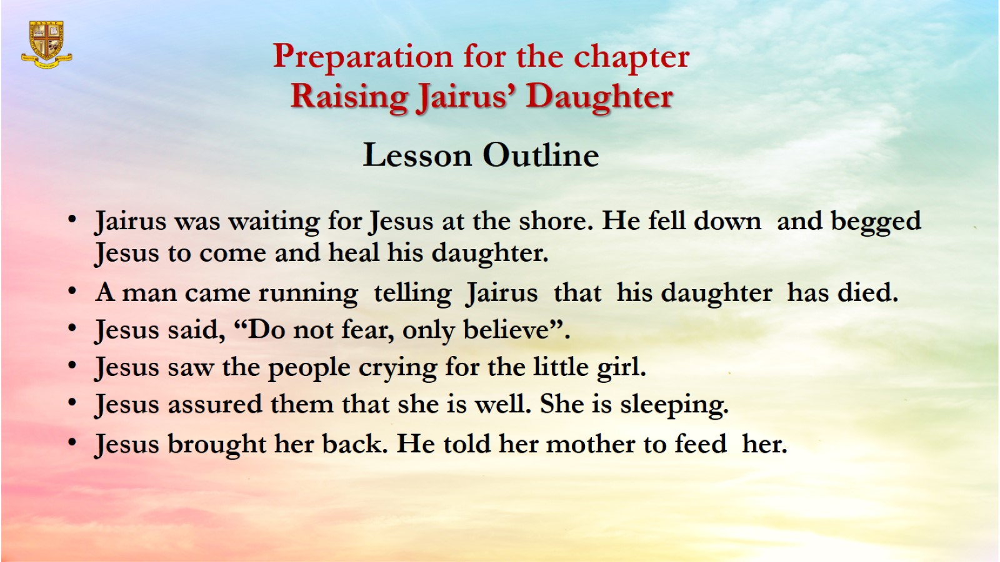 Preparation for the chapter
Raising Jairus’ Daughter
Lesson Outline
• Jairus was waiting for Jesus at the shore. He fell down and begged
Jesus to come and heal his daughter.
• A man came running telling Jairus that his daughter has died.
• Jesus said, “Do not fear, only believe”.
• Jesus saw the people crying for the little girl.
• Jesus assured them that she is well. She is sleeping.
• Jesus brought her back. He told her mother to feed her.